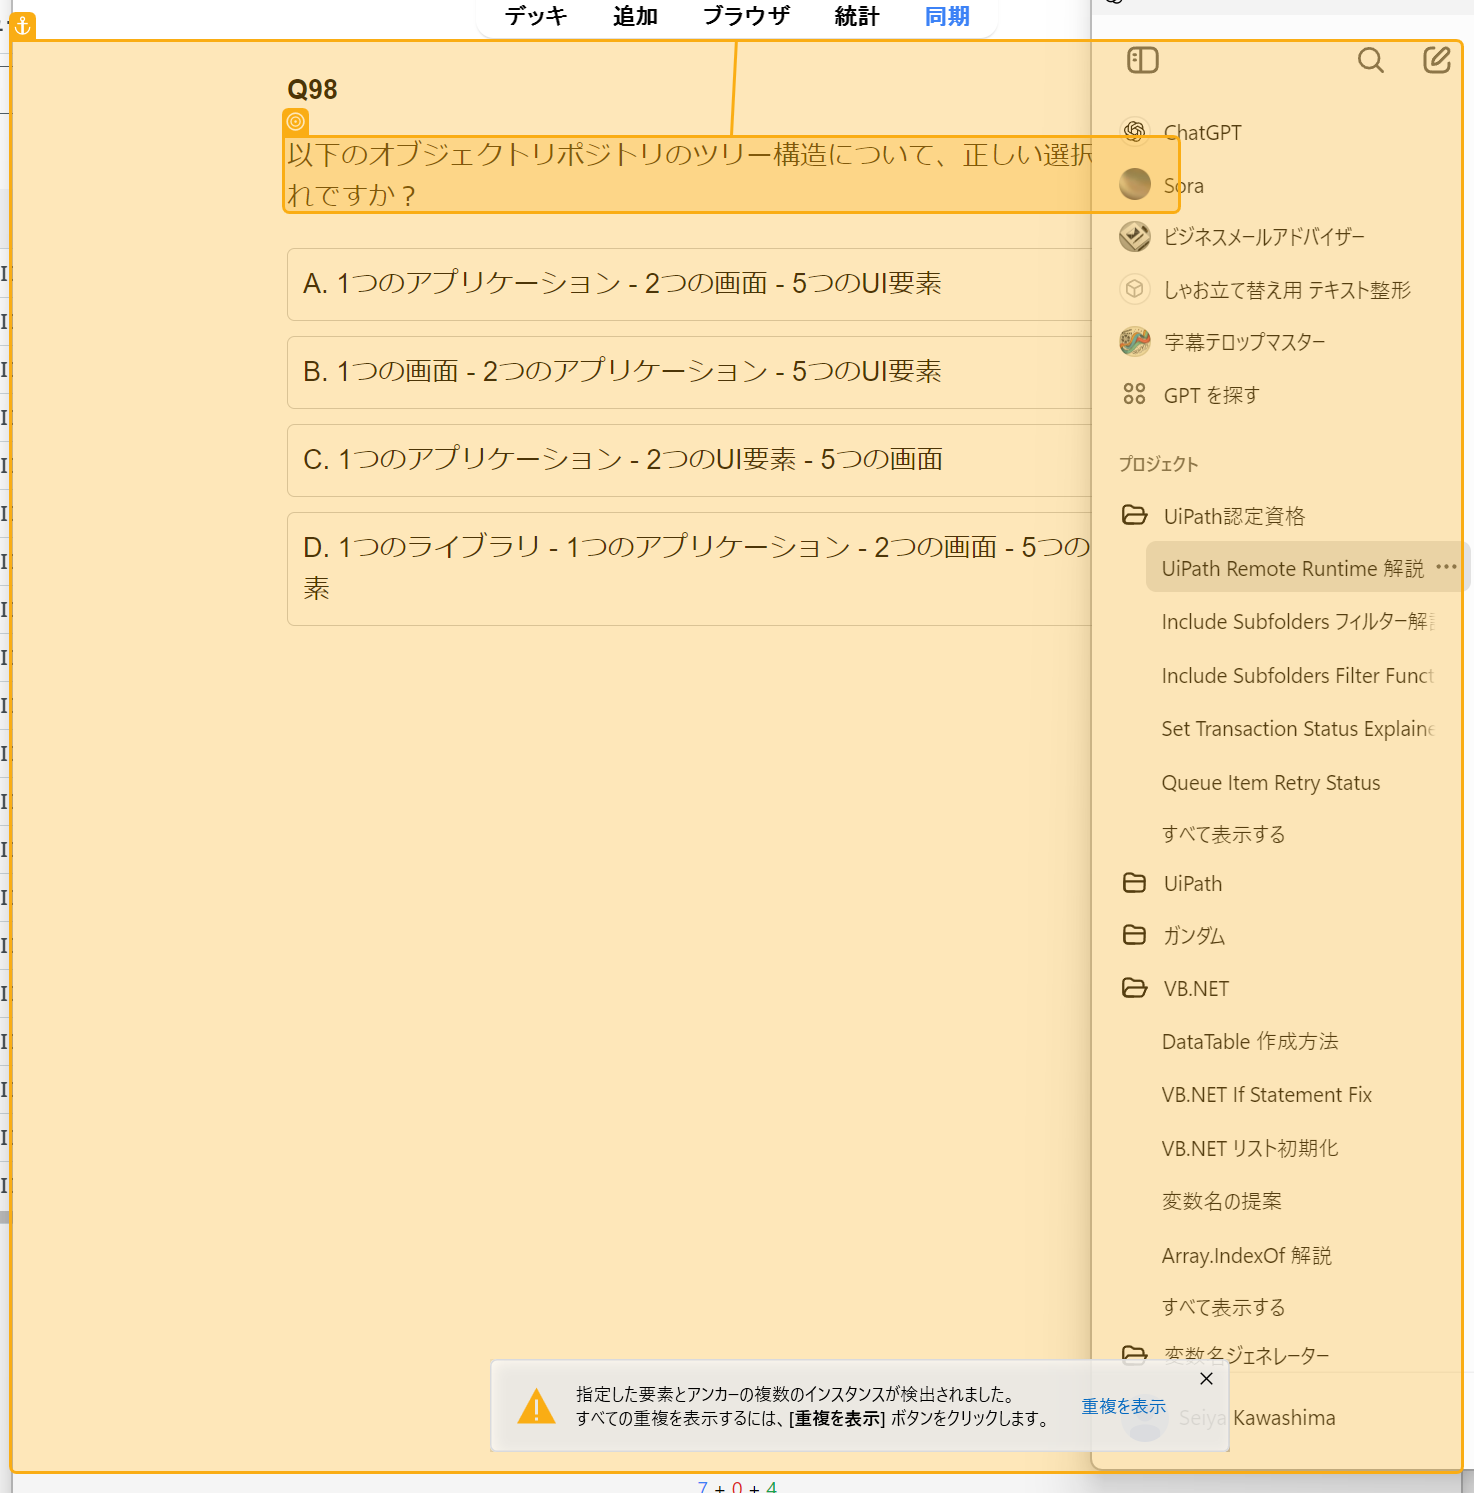 デッキ 追加 ブラウザ 統計 同期
Q98
以下のオブジェクトリポジトリのツリー構造について、正しい選択
れですか？
A. 1つのアプリケーション - 2つの画面 - 5つのUI要素
B. 1つの画面 - 2つのアプリケーション - 5つのUI要素
C. 1つのアプリケーション - 2つのUI要素 - 5つの画面
D. 1つのライブラリ - 1つのアプリケーション - 2つの画面 - 5つの
素
ChatGPT
Sora
ビジネスメールアドバイザー
しゃお立て替え用 テキスト整形
字幕テロップマスター
GPT を探す
プロジェクト
UiPath認定資格
UiPath Remote Runtime 解説
Include Subfolders フィルター解
Include Subfolders Filter Funct
Set Transaction Status Explaine
Queue Item Retry Status
すべて表示する
UiPath
ガンダム
VB.NET
DataTable 作成方法
VB.NET If Statement Fix
VB.NET リスト初期化
変数名の提案
Array.IndexOf 解説
すべて表示する
変数名ジェネレーター
Seiya Kawashima
指定した要素とアンカーの複数のインスタンスが検出されました。
すべての重複を表示するには、[重複を表示] ボタンをクリックします。
重複を表示
7 + 0 + 4